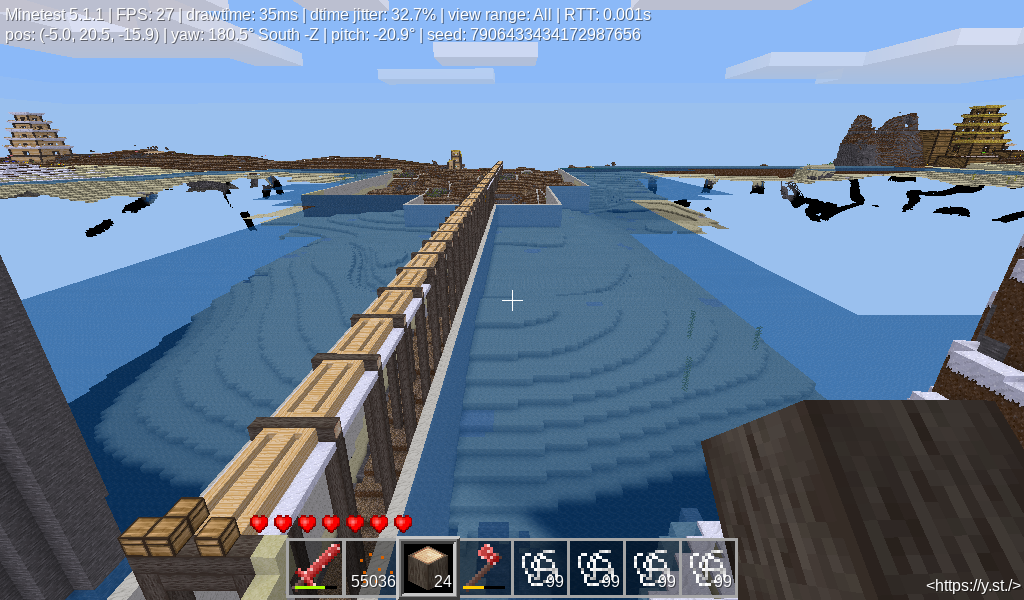 Minetest 5.1.1 | FPS: 27 | drawtime: 35ms | dtime jitter: 32.7% | view range: All | RTT: 0.001s
pos: (-5.0, 20.5, -15.9) | yaw: 180.5° South -Z | pitch: -20.9° | seed: 7906433434172987656
55036
24
99
99
99
99
<https://y.st./>